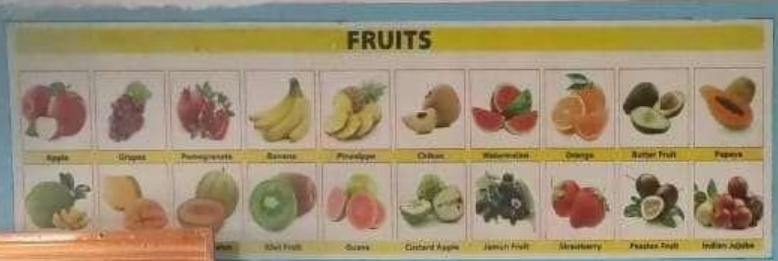 FRUITS
Apple Grapes Pomegranate Banana Pineapple Chikoo Watermelon Orange Butter Fruit Papaya
Kiwi Fruit Guava Custard Apple Jamun Fruit Strawberry Passion Fruit Indian Jujube